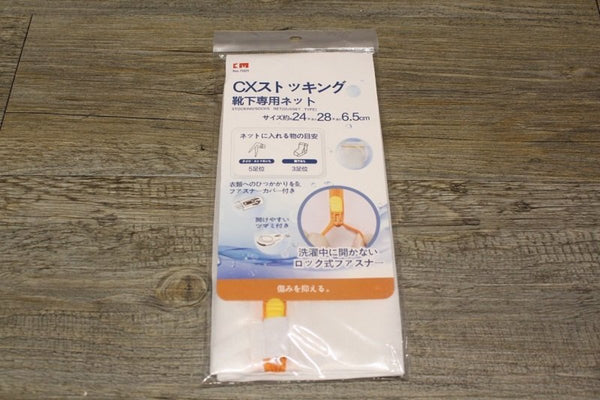 CXストッキング
靴下専用ネット
サイズ約24×28×6.5cm
ネットに入れる物の目安
5足位
3足位
衣類へのひっかかりを
ファスナーカバー付き
開けやすい
ツマミ付き
洗濯中に開かない
ロック式ファスナー
傷みを抑える。